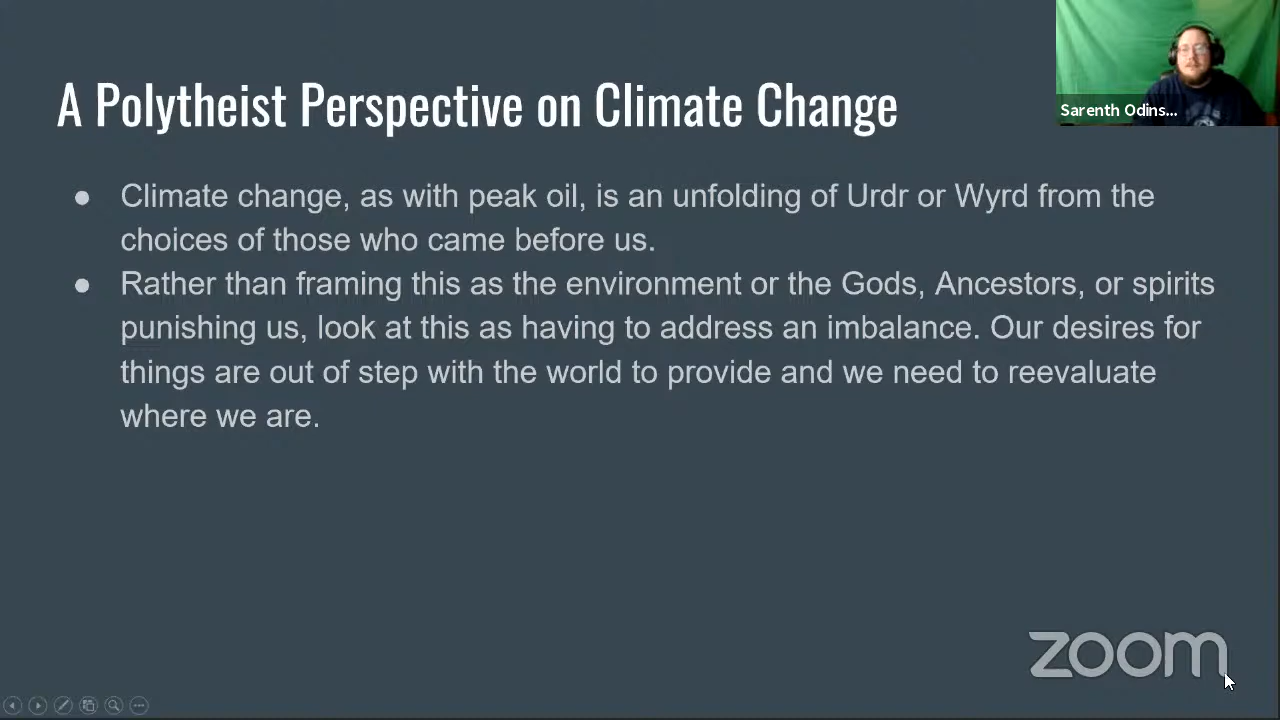 A Polytheist Perspective on Climate Change
Sarenth Odins...
● Climate change, as with peak oil, is an unfolding of Urdr or Wyrd from the
choices of those who came before us.
● Rather than framing this as the environment or the Gods, Ancestors, or spirits
punishing us, look at this as having to address an imbalance. Our desires for
things are out of step with the world to provide and we need to reevaluate
where we are.
zoom